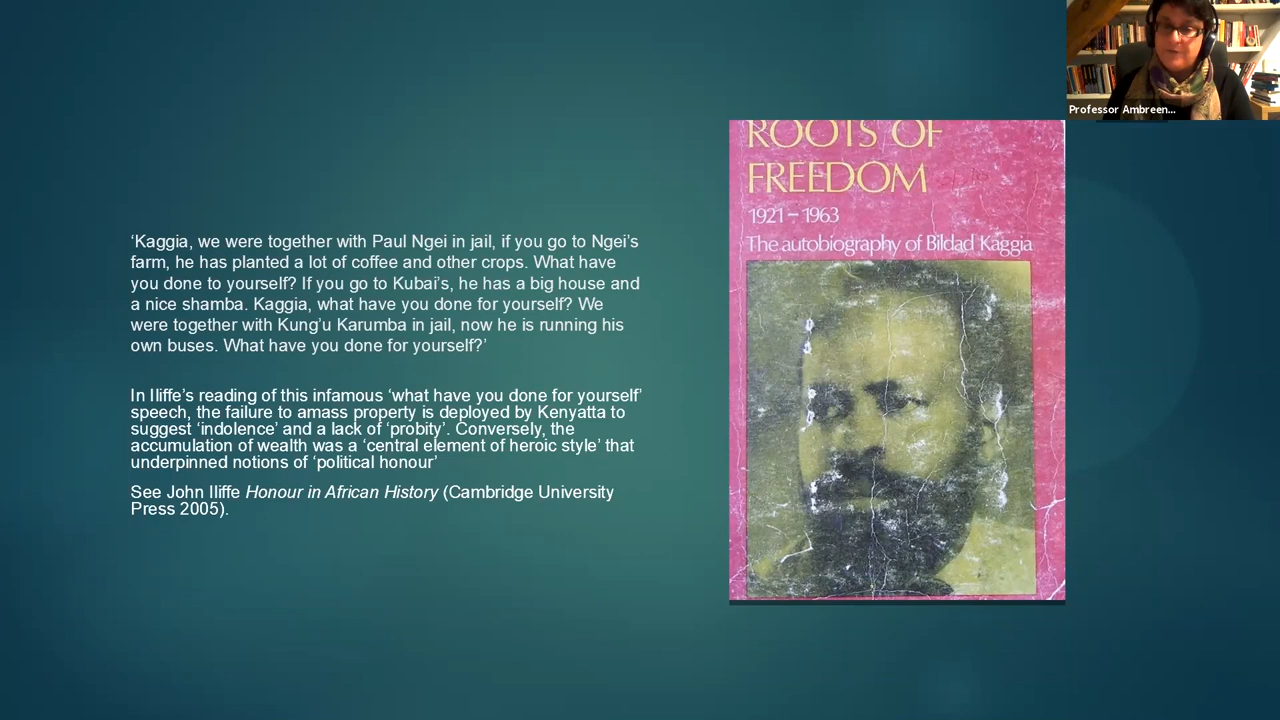 Professor Ambreen...
ROOTS OF
FREEDOM
1921–1963
The autobiography of Bildad Kaggia
‘Kaggia, we were together with Paul Ngei in jail, if you go to Ngei’s
farm, he has planted a lot of coffee and other crops. What have
you done to yourself? If you go to Kubai’s, he has a big house and
a nice shamba. Kaggia, what have you done for yourself? We
were together with Kung’u Karumba in jail, now he is running his
own buses. What have you done for yourself?’
In Iliffe’s reading of this infamous ‘what have you done for yourself’
speech, the failure to amass property is deployed by Kenyatta to
suggest ‘indolence’ and a lack of ‘probity’. Conversely, the
accumulation of wealth was a ‘central element of heroic style’ that
underpinned notions of ‘political honour’
See John Iliffe Honour in African History (Cambridge University
Press 2005).